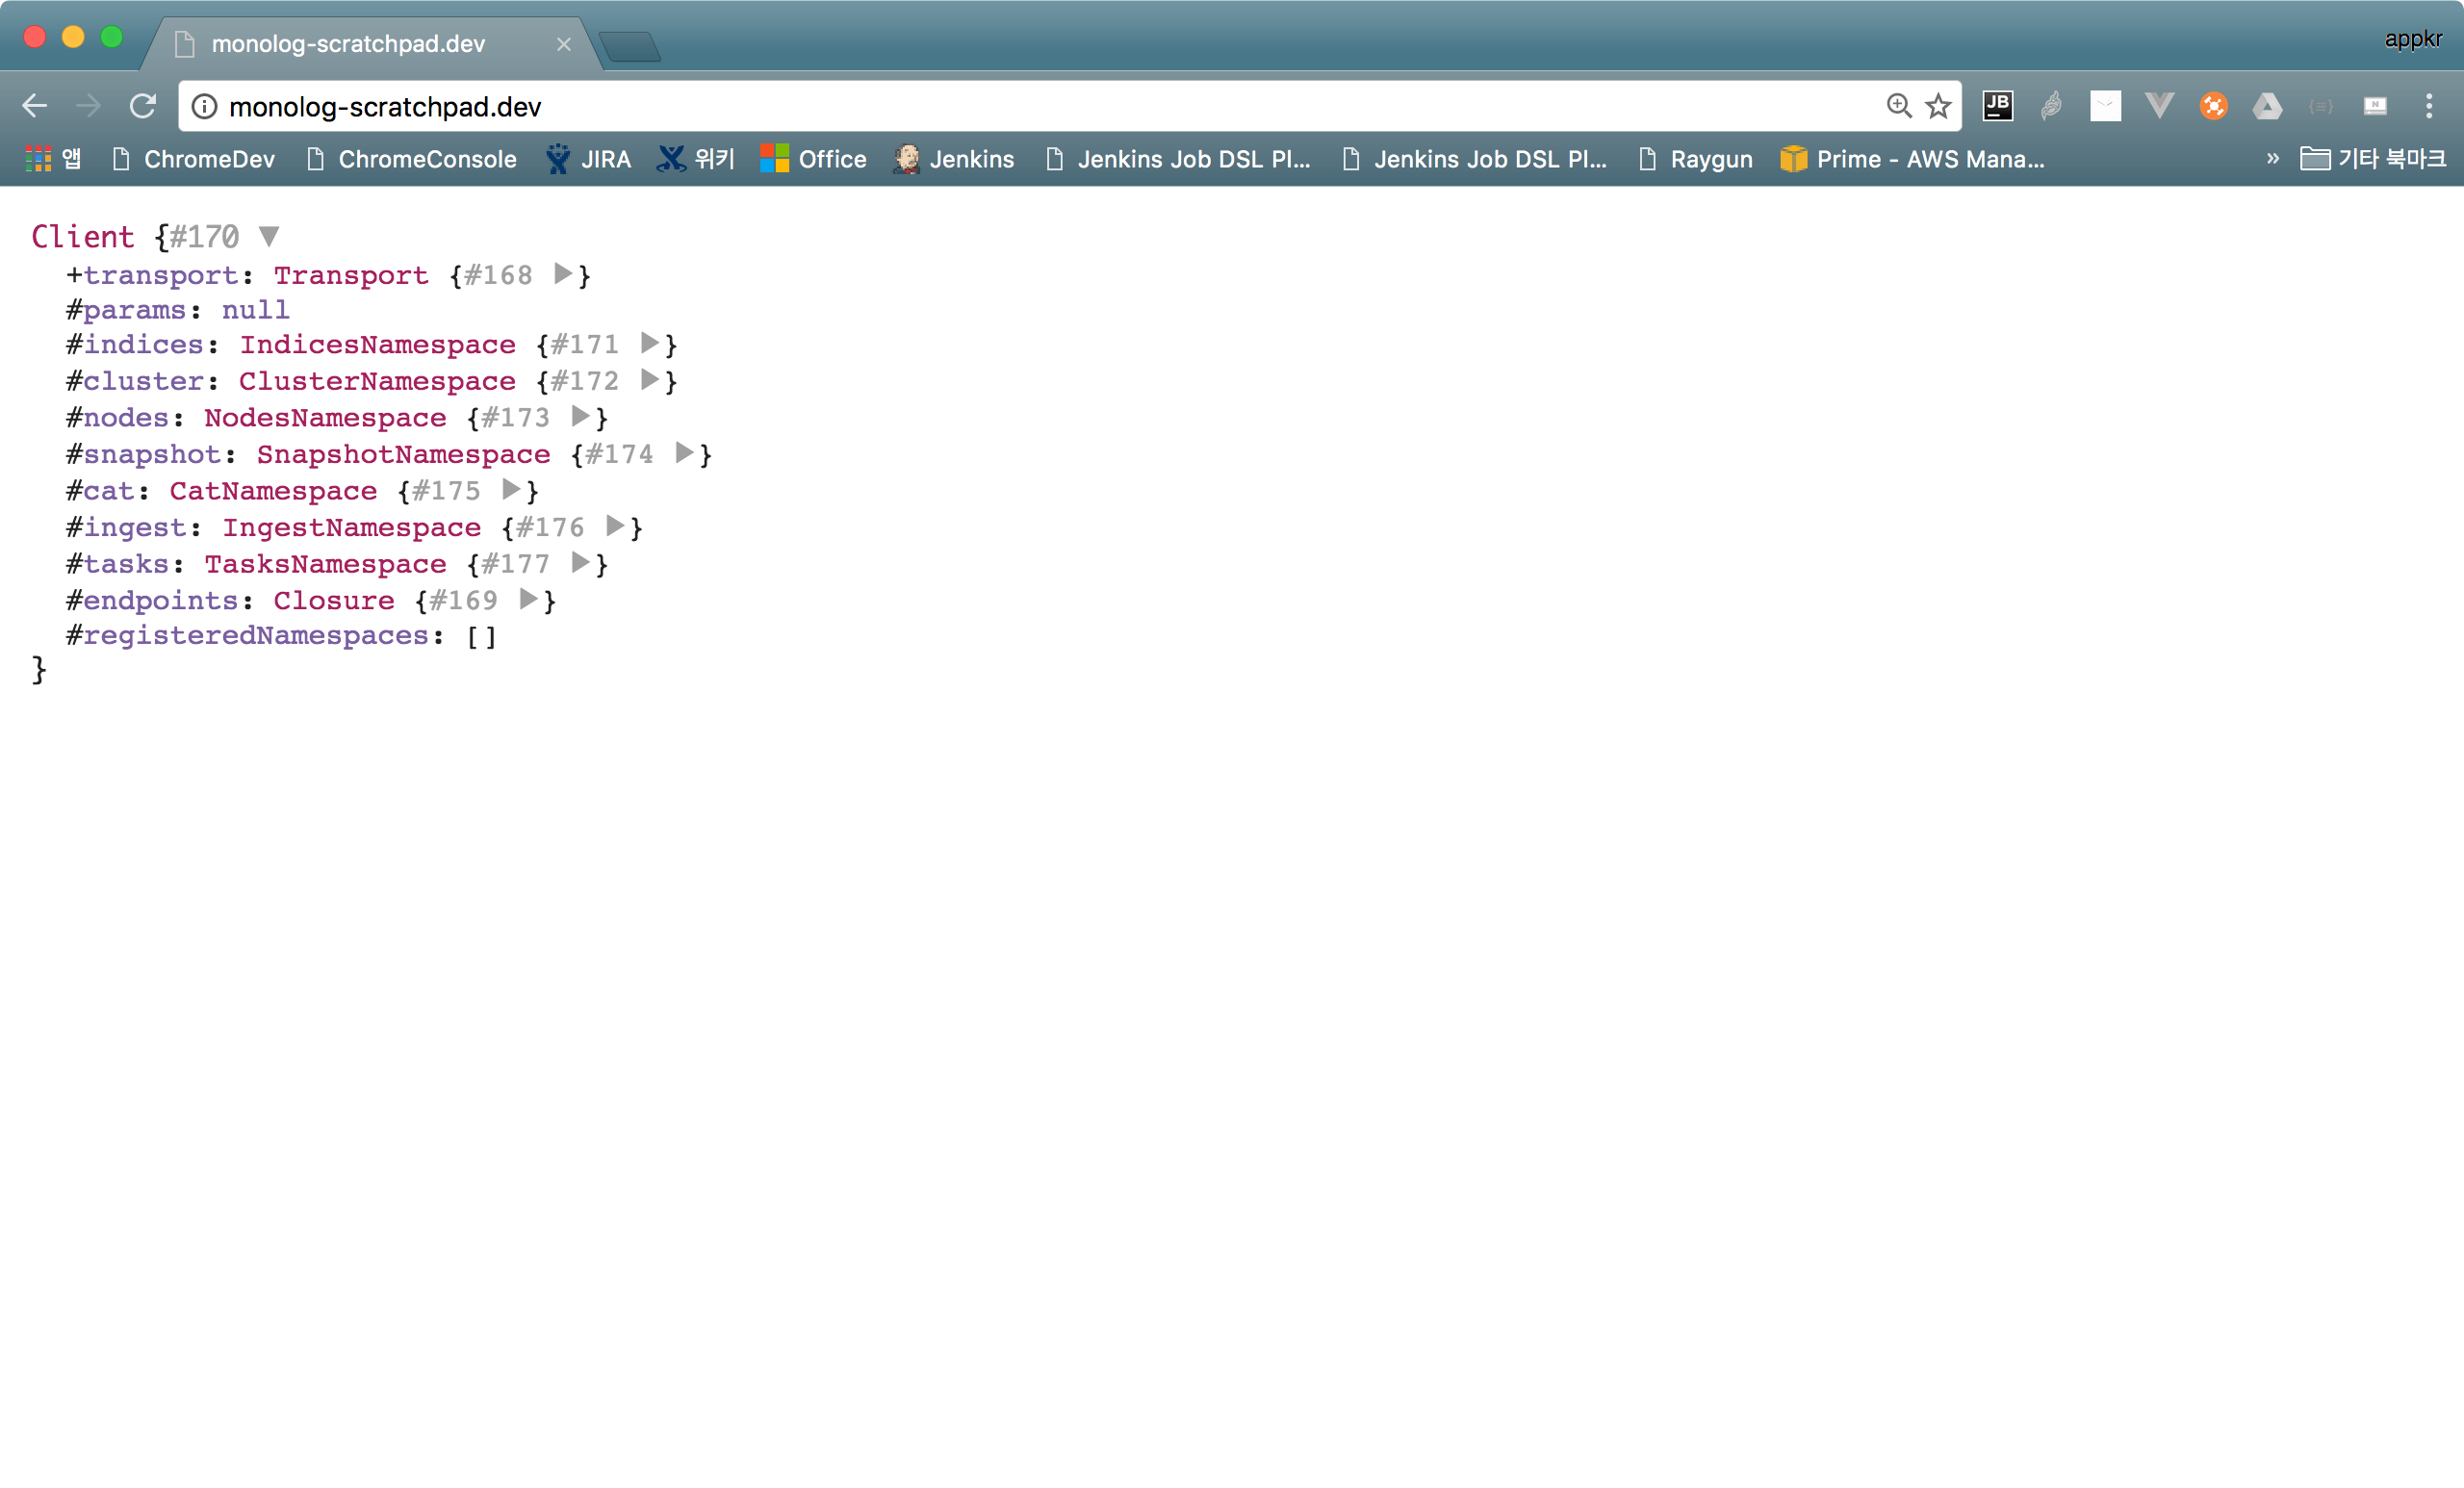 monolog-scratchpad.dev
appkr
monolog-scratchpad.dev
JB
N
앱 ChromeDev ChromeConsole JIRA 위키 Office Jenkins Jenkins Job DSL Pl... Jenkins Job DSL Pl... Raygun Prime - AWS Mana... » 기타 북마크
Client {#170 ▼
+transport: Transport {#168 ▶}
#params: null
#indices: IndicesNamespace {#171 ▶}
#cluster: ClusterNamespace {#172 ▶}
#nodes: NodesNamespace {#173 ▶}
#snapshot: SnapshotNamespace {#174 ▶}
#cat: CatNamespace {#175 ▶}
#ingest: IngestNamespace {#176 ▶}
#tasks: TasksNamespace {#177 ▶}
#endpoints: Closure {#169 ▶}
#registeredNamespaces: []
}